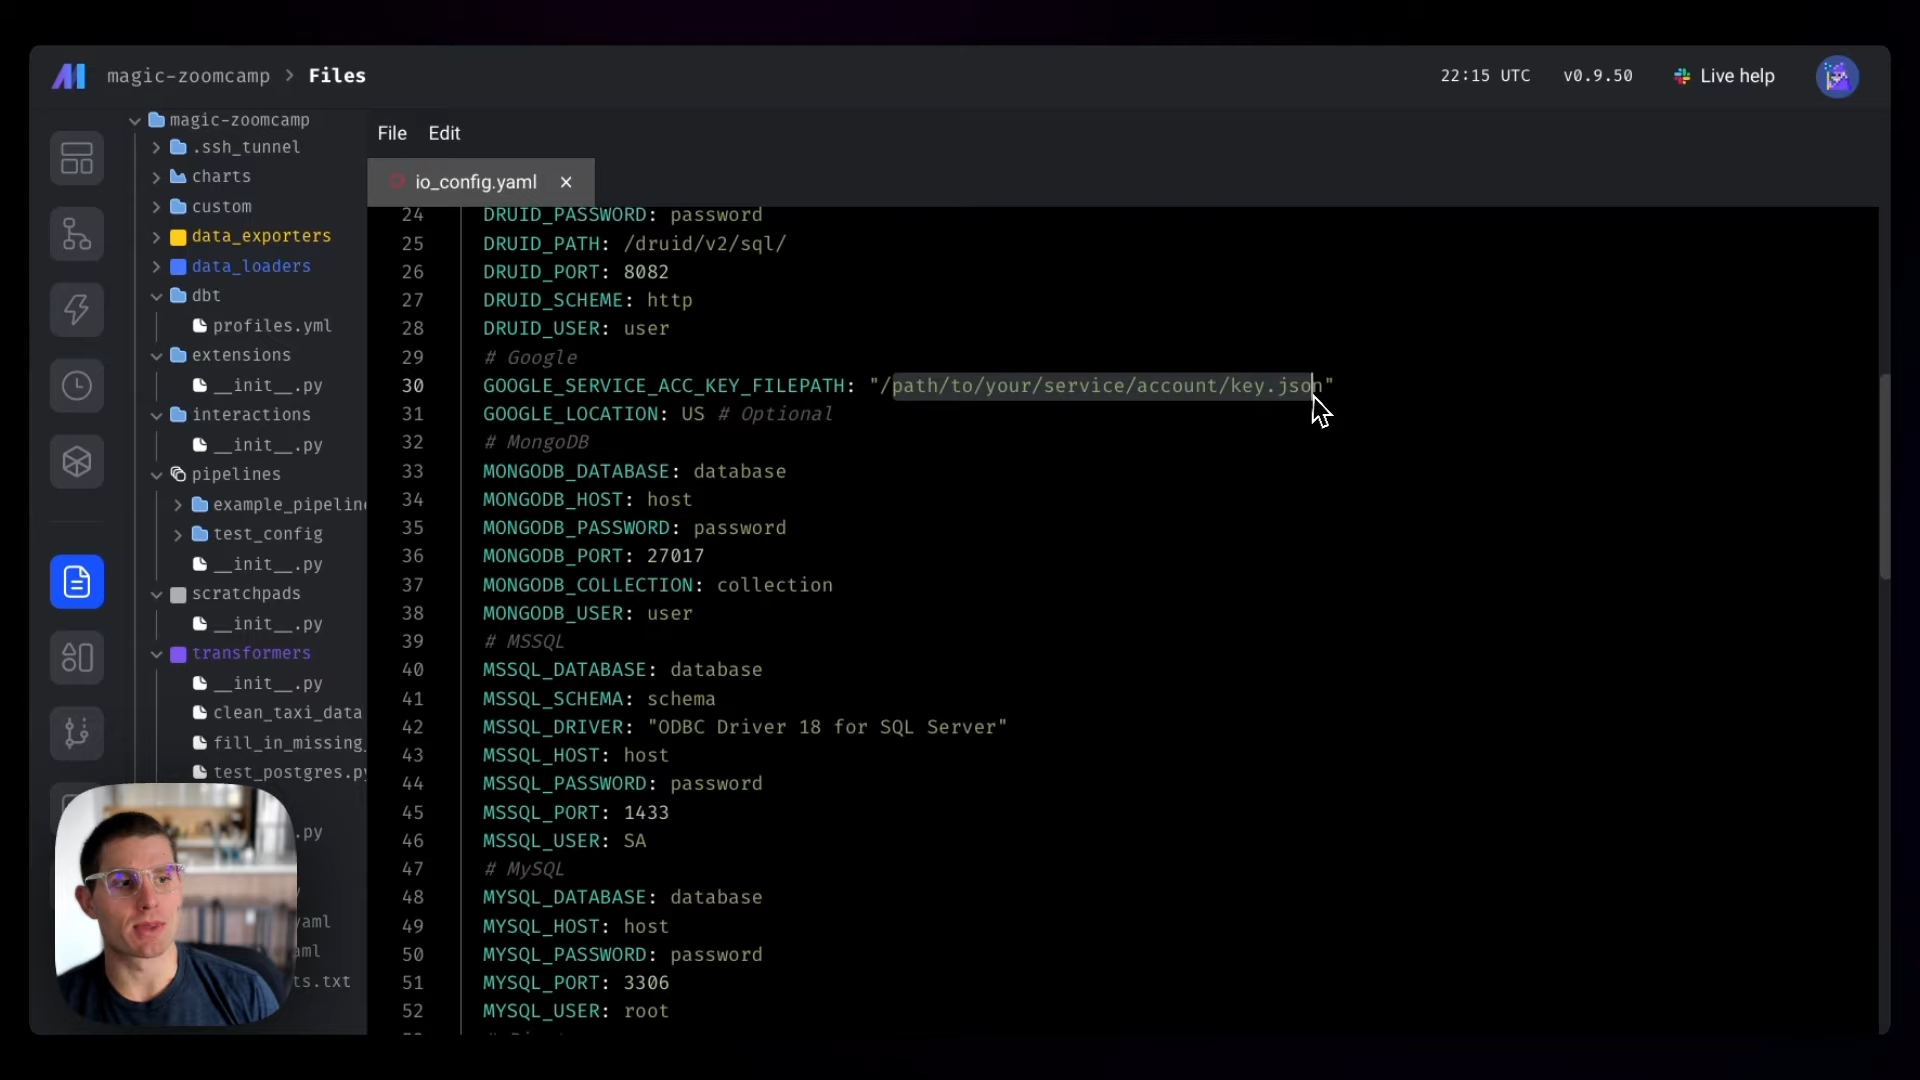 magic-zoomcamp > Files
22:15 UTC
v0.9.50
Live help
magic-zoomcamp
.ssh_tunnel
charts
custom
data_exporters
data_loaders
dbt
profiles.yml
extensions
__init__.py
interactions
__init__.py
pipelines
example_pipeline
test_config
__init__.py
scratchpads
__init__.py
transformers
__init__.py
clean_taxi_data
fill_in_missing_
test_postgres.py
.py
yaml
aml
ts.txt
File Edit
io_config.yaml
24 DRUID_PASSWORD: password
25 DRUID_PATH: /druid/v2/sql/
26 DRUID_PORT: 8082
27 DRUID_SCHEME: http
28 DRUID_USER: user
29 # Google
30 GOOGLE_SERVICE_ACC_KEY_FILEPATH: "/path/to/your/service/account/key.json"
31 GOOGLE_LOCATION: US # Optional
32 # MongoDB
33 MONGODB_DATABASE: database
34 MONGODB_HOST: host
35 MONGODB_PASSWORD: password
36 MONGODB_PORT: 27017
37 MONGODB_COLLECTION: collection
38 MONGODB_USER: user
39 # MSSQL
40 MSSQL_DATABASE: database
41 MSSQL_SCHEMA: schema
42 MSSQL_DRIVER: "ODBC Driver 18 for SQL Server"
43 MSSQL_HOST: host
44 MSSQL_PASSWORD: password
45 MSSQL_PORT: 1433
46 MSSQL_USER: SA
47 # MySQL
48 MYSQL_DATABASE: database
49 MYSQL_HOST: host
50 MYSQL_PASSWORD: password
51 MYSQL_PORT: 3306
52 MYSQL_USER: root